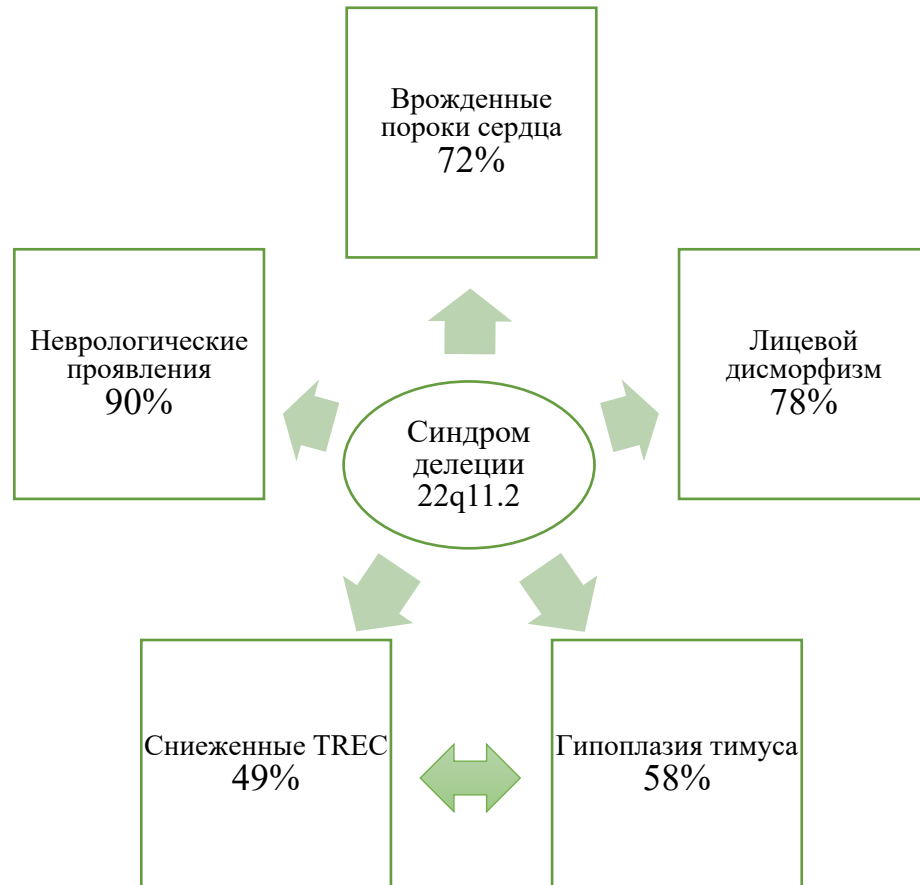 Врожденные
пороки сердца
72%
Неврологические
проявления
90%
Лицевой
дисморфизм
78%
Синдром
делеции
22q11.2
Сниеженные TREC
49%
Гипоплазия тимуса
58%